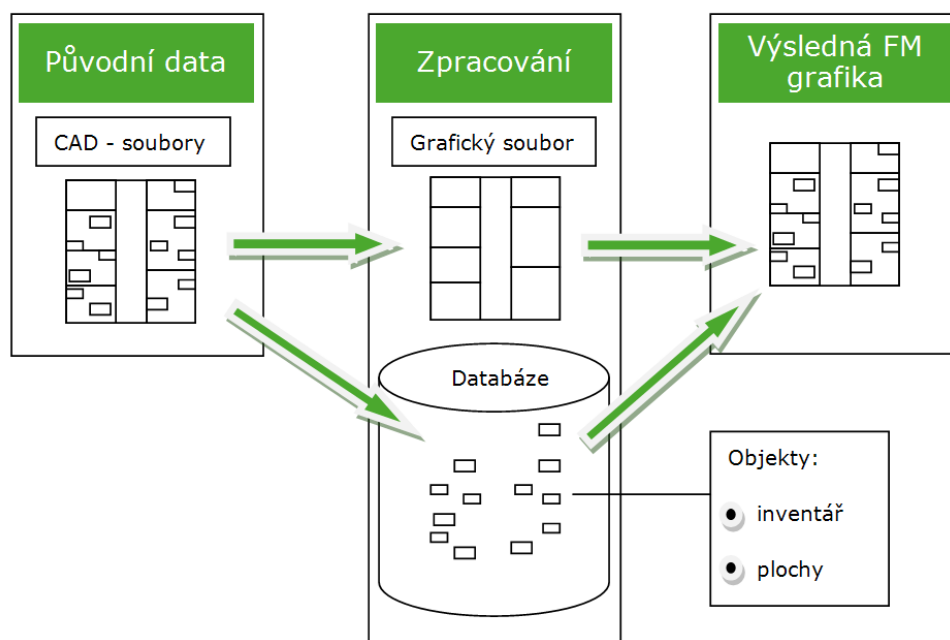 Původní data
CAD - soubory
Zpracování
Grafický soubor
Databáze
Výsledná FM
grafika
Objekty:
inventář
plochy